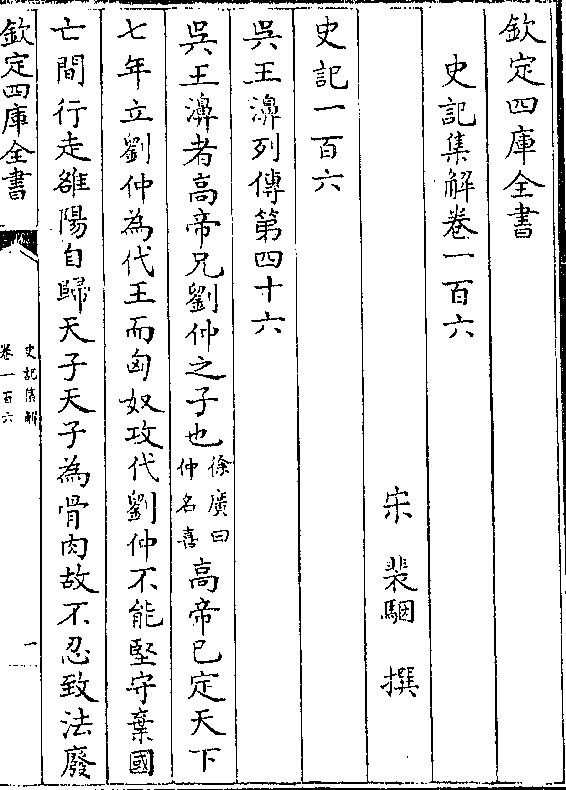 欽定四庫全書
史記集解卷一百六
宋 裴駰 撰
史記一百六
吳王濞列傳第四十六
吳王濞者高帝兄劉仲之子也徐廣曰仲名喜高帝已定天下
七年立劉仲為代王而匈奴攻代劉仲不能堅守棄國
亡間行走雒陽自歸天子天子為骨肉故不忍致法廢
欽定四庫全書
史記集解
卷一百六
一